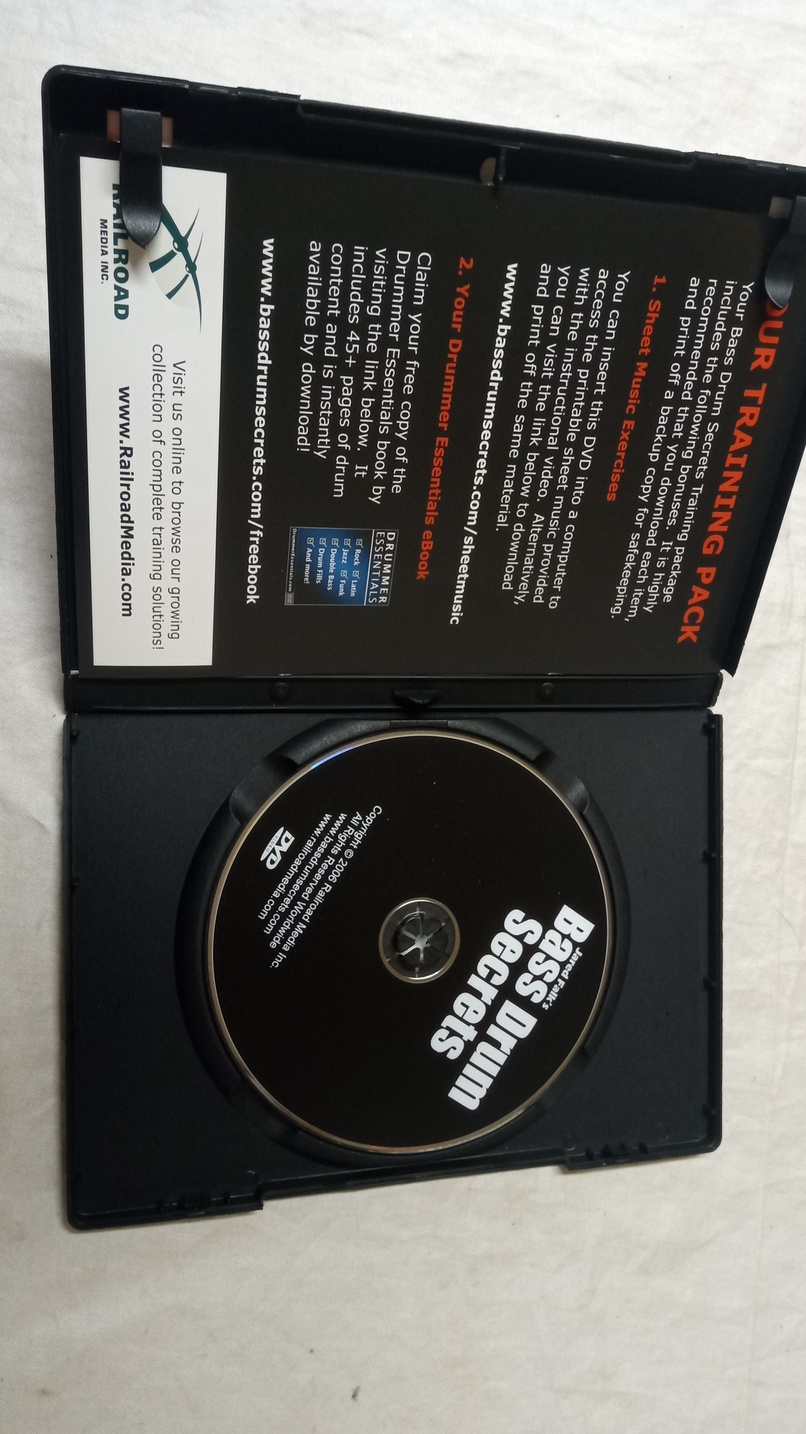 OUR TRAINING PACK
Your Bass Drum Secrets Training package
includes the following bonuses. It is highly
recommended that you download each item,
and print off a backup copy for safekeeping.
1. Sheet Music Exercises
You can insert this DVD into a computer to
access the printable sheet music provided
with the instructional video. Alternatively,
you can visit the link below to download
and print off the same material.
www.bassdrumsecrets.com/sheetmusic
2. Your Drummer Essentials eBook
Claim your free copy of the
Drummer Essentials book by
visiting the link below. It
includes 45+ pages of drum
content and is instantly
available by download!
DRUMMER
ESSENTIALS
Rock Latin
Jazz Funk
Double Bass
Drum Fills
And more!
DrummerEssentials.com
www.bassdrumsecrets.com/freebook
RAILROAD
MEDIA INC.
Visit us online to browse our growing
collection of complete training solutions!
www.RailroadMedia.com
Jared Falk's
Bass Drum
Secrets
Copyright © 2006 Railroad Media Inc.
All Rights Reserved Worldwide
www.bassdrumsecrets.com
www.railroadmedia.com
DVD